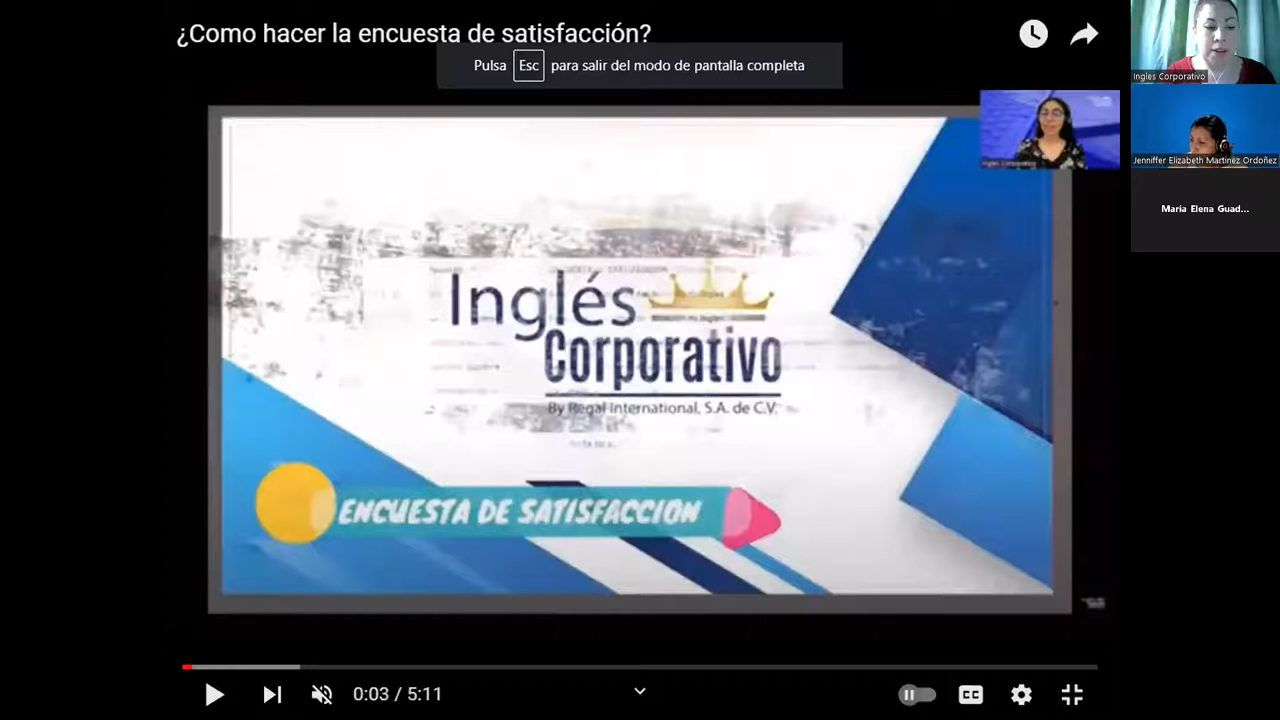 ¿Como hacer la encuesta de satisfacción?
Pulsa Esc para salir del modo de pantalla completa
Ingles Corporativo
Jenniffer Elizabeth Martinez Ordoñez
Maria Elena Guad...
Inglés
Corporativo
By Regal International, S.A. de C.V.
ENCUESTA DE SATISFACCION
0:03 / 5:11
CC